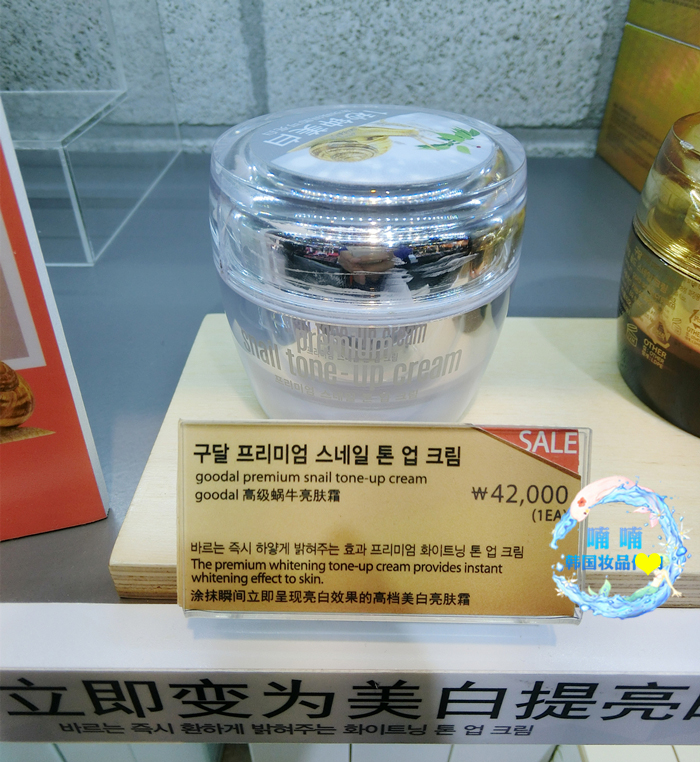 premium
snail tone-up cream
구달 프리미엄 스네일 톤 업 크림
SALE
goodal premium snail tone-up cream
goodal 高级蜗牛亮肤霜
₩42,000
(1EA)
바르는 즉시 하얗게 밝혀주는 효과 프리미엄 화이트닝 톤 업 크림
The premium whitening tone-up cream provides instant
whitening effect to skin.
涂抹瞬间立即呈现亮白效果的高档美白亮肤霜
喃喃
韩国妆品
立即变为美白提亮
바르는 즉시 환하게 밝혀주는 화이트닝 톤 업 크림
OTHER